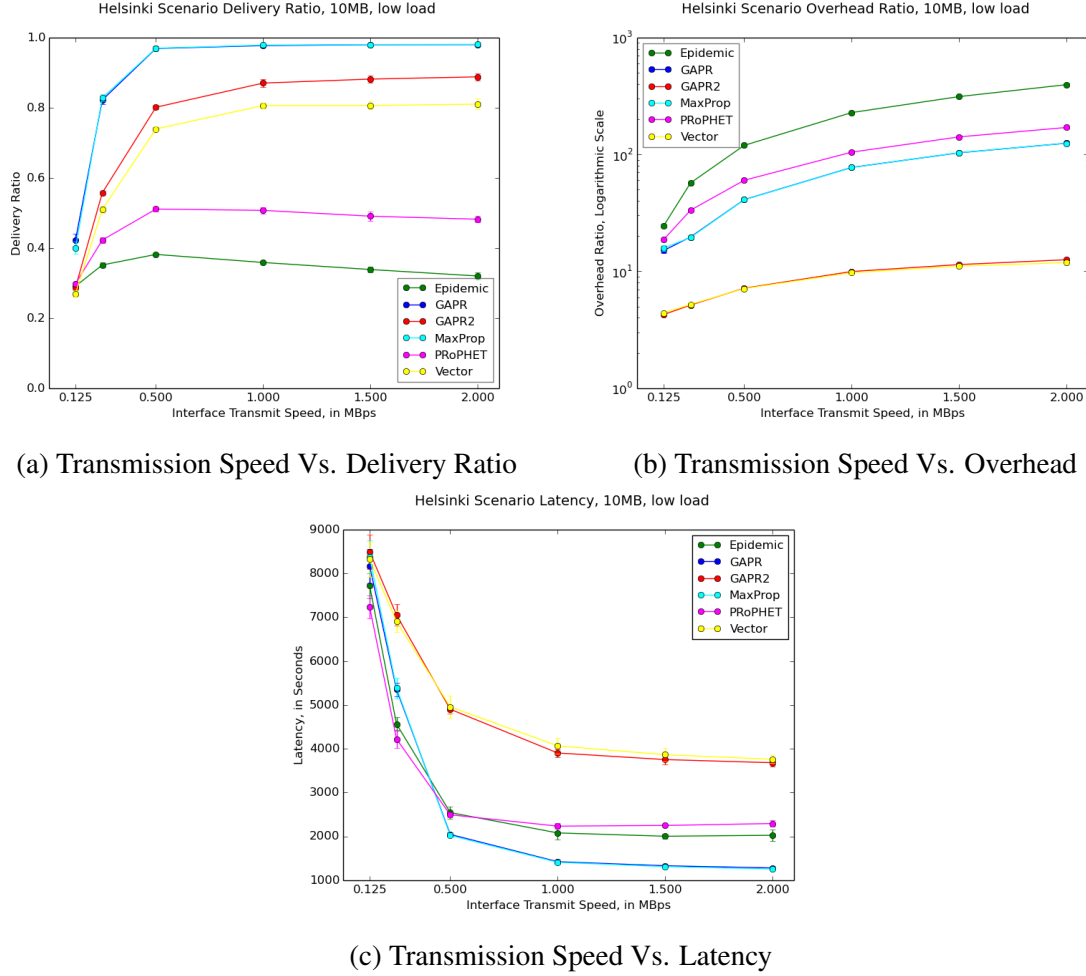 Helsinki Scenario Delivery Ratio, 10MB, low load
1.0
0.8
0.6
0.4
0.2
0.0
Delivery Ratio
Epidemic
GAPR
GAPR2
MaxProp
PRoPHET
Vector
0.125
0.500
1.000
1.500
2.000
Interface Transmit Speed, in MBps
(a) Transmission Speed Vs. Delivery Ratio
Helsinki Scenario Overhead Ratio, 10MB, low load
10³
10²
10¹
10⁰
Overhead Ratio, Logarithmic Scale
Epidemic
GAPR
GAPR2
MaxProp
PRoPHET
Vector
0.125
0.500
1.000
1.500
2.000
Interface Transmit Speed, in MBps
(b) Transmission Speed Vs. Overhead
Helsinki Scenario Latency, 10MB, low load
9000
8000
7000
6000
5000
4000
3000
2000
1000
Latency, in Seconds
Epidemic
GAPR
GAPR2
MaxProp
PRoPHET
Vector
0.125
0.500
1.000
1.500
2.000
Interface Transmit Speed, in MBps
(c) Transmission Speed Vs. Latency